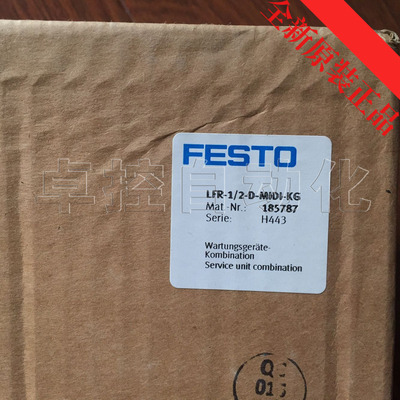 全新原装正品
FESTO
LFR-1/2-D-MIDI-KG
Mat.-Nr.: 185787
Serie: H443
卓控自动化
Wartungsgeräte-
Kombination
Service unit combination